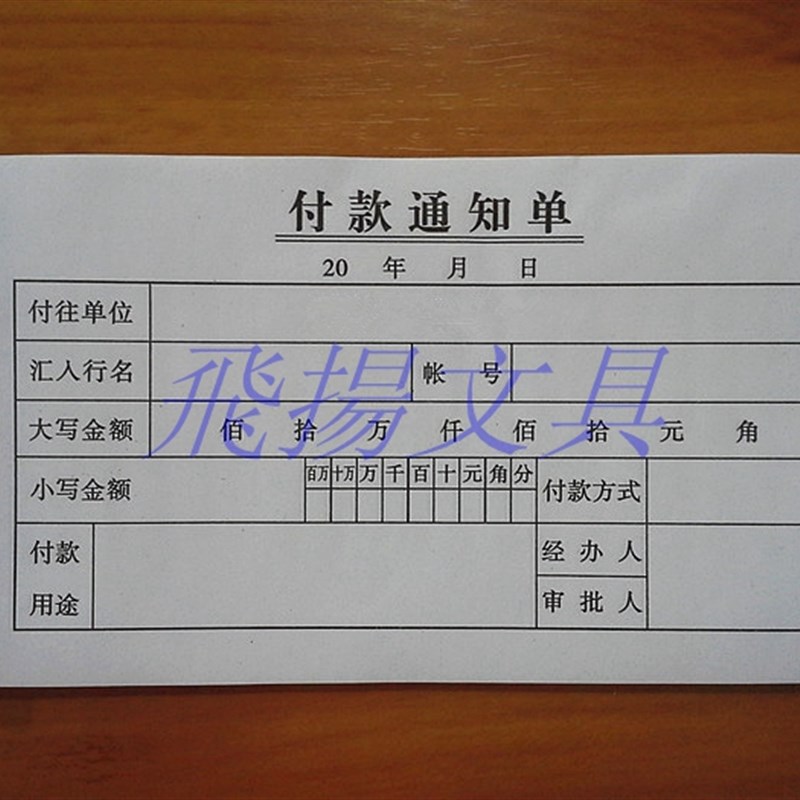 付款通知单
20 年 月 日
付往单位
汇入行名 帐 号
大写金额 佰 拾 万 仟 佰 拾 元 角
小写金额 百万 十万 万 千 百 十 元 角 分 付款方式
付款用途 经办人
审批人
飛揚文具